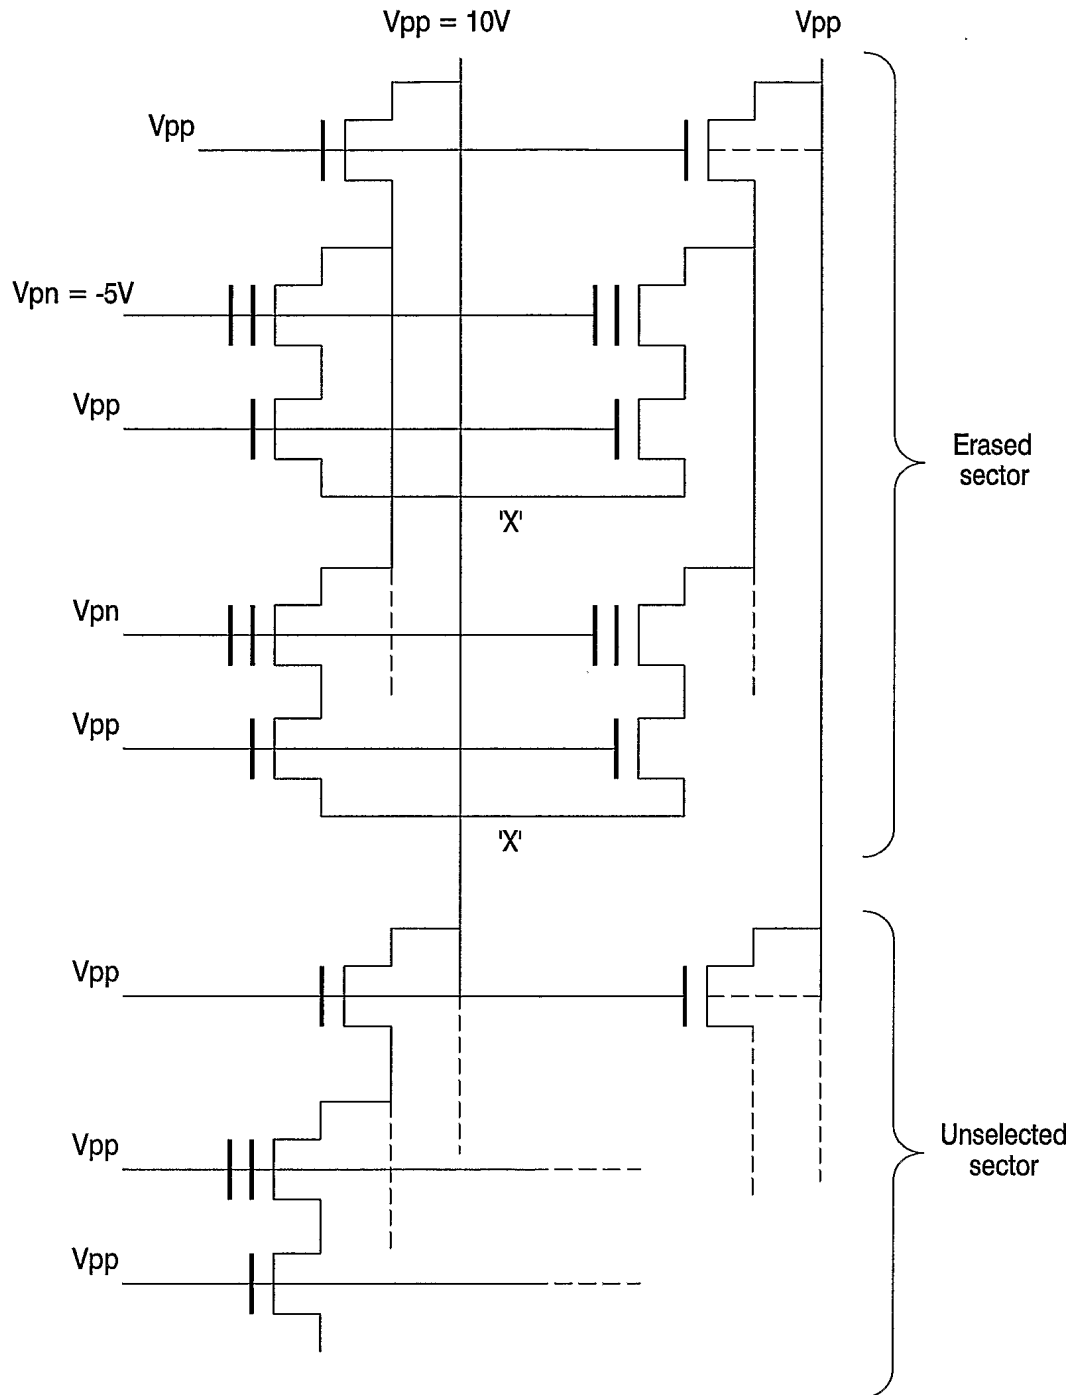 Vpp = 10V
Vpp
Vpp
Vpn = -5V
Vpp
Erased
sector
'X'
Vpn
Vpp
'X'
Vpp
Vpp
Unselected
sector
Vpp